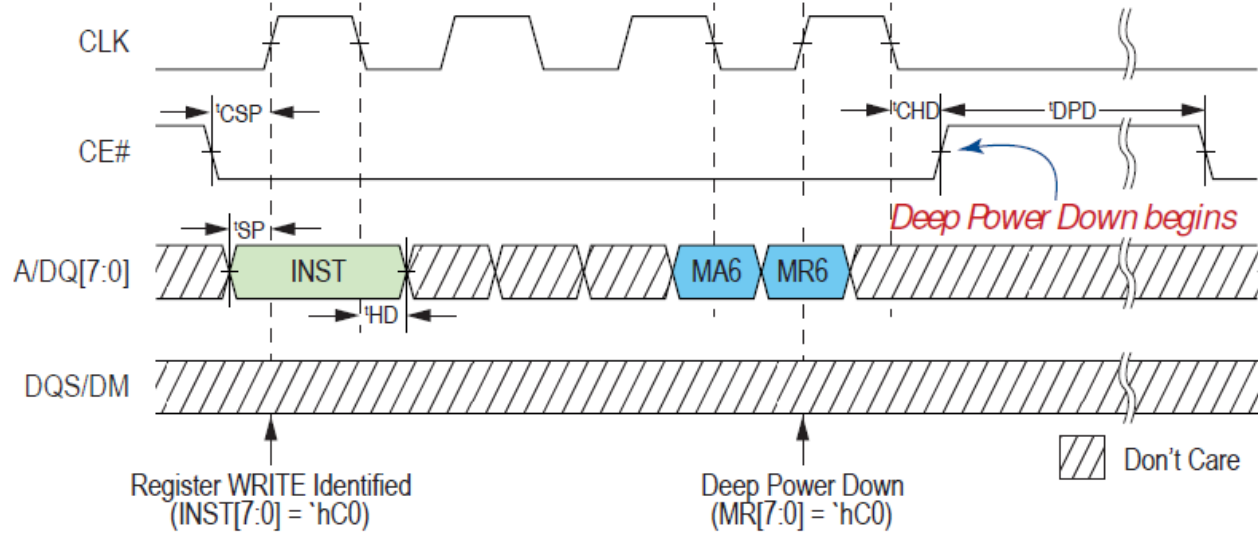 CLK
tCSP
tCHD
tDPD
CE#
Deep Power Down begins
tSP
A/DQ[7:0]
INST
MA6
MR6
tHD
DQS/DM
Register WRITE Identified
(INST[7:0] = `hC0)
Deep Power Down
(MR[7:0] = `hC0)
Don't Care